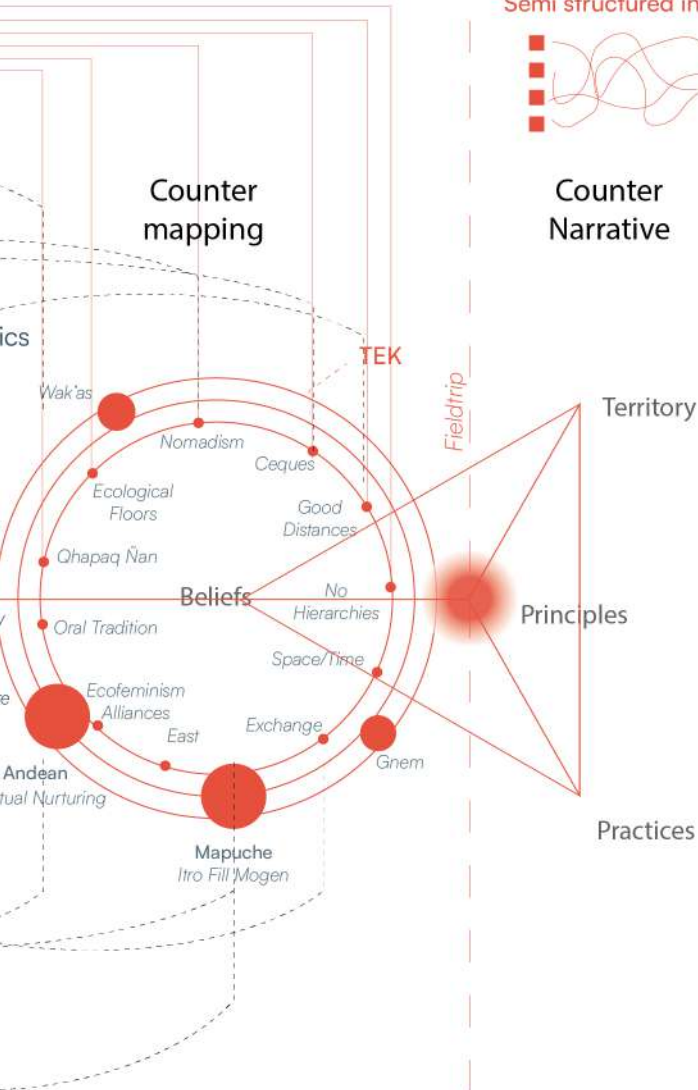 Semi structured in
Counter
mapping
Counter
Narrative
ics
TEK
Fieldtrip
Territory
Wak'as
Nomadism
Ceques
Ecological
Floors
Good
Distances
Qhapaq Ñan
Beliefs
No
Hierarchies
Principles
Oral Tradition
Space/Time
Ecofeminism
Alliances
East
Exchange
Gnem
Andean
tual Nurturing
Practices
Mapuche
Itro Fill Mogen